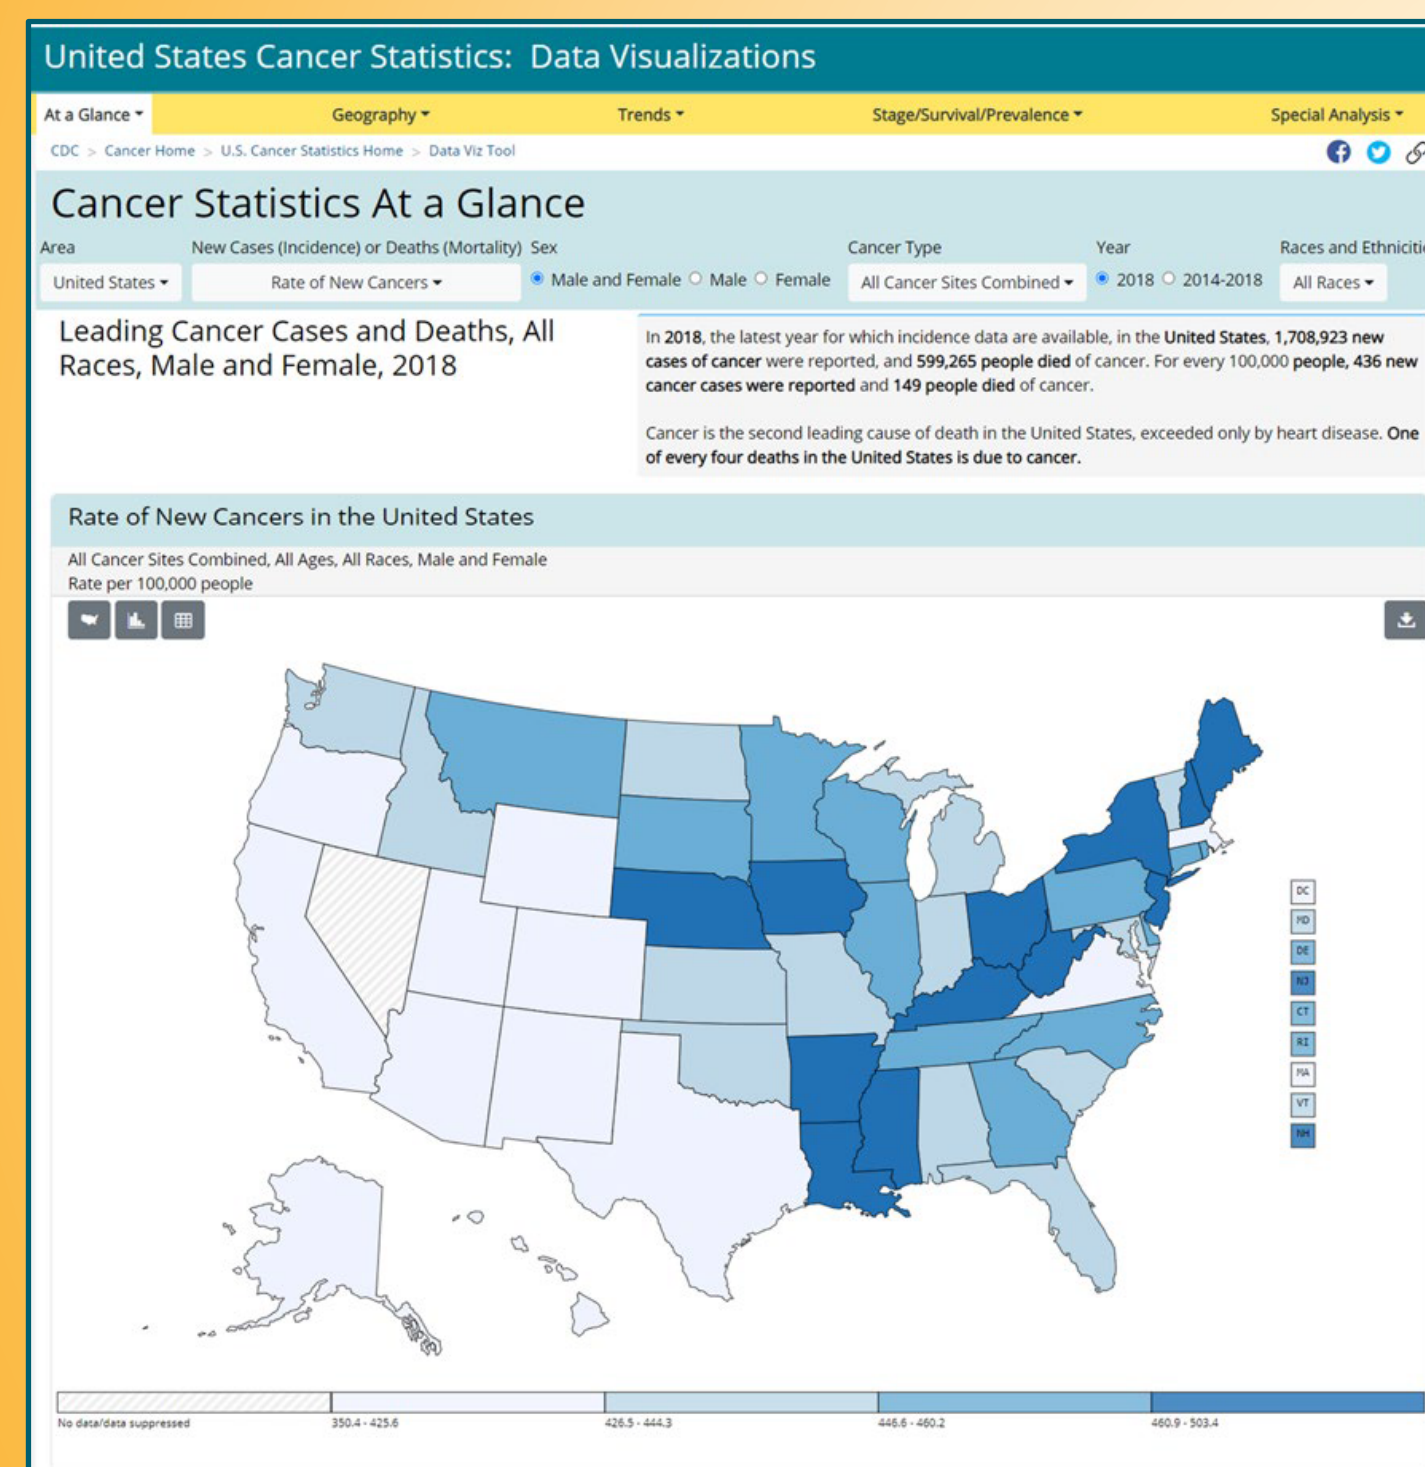 United States Cancer Statistics: Data Visualizations
At a Glance Geography Trends Stage/Survival/Prevalence Special Analysis
CDC > Cancer Home > U.S. Cancer Statistics Home > Data Viz Tool
Cancer Statistics At a Glance
Area New Cases (Incidence) or Deaths (Mortality) Sex Cancer Type Year Races and Ethnicitie
United States Rate of New Cancers Male and Female Male Female All Cancer Sites Combined 2018 2014-2018 All Races
Leading Cancer Cases and Deaths, All
Races, Male and Female, 2018
In 2018, the latest year for which incidence data are available, in the United States, 1,708,923 new
cases of cancer were reported, and 599,265 people died of cancer. For every 100,000 people, 436 new
cancer cases were reported and 149 people died of cancer.
Cancer is the second leading cause of death in the United States, exceeded only by heart disease. One
of every four deaths in the United States is due to cancer.
Rate of New Cancers in the United States
All Cancer Sites Combined, All Ages, All Races, Male and Female
Rate per 100,000 people
DC
MD
DE
NJ
CT
RI
MA
VT
NH
No data/data suppressed 350.4 - 425.6 426.5 - 444.3 446.6 - 460.2 460.9 - 503.4